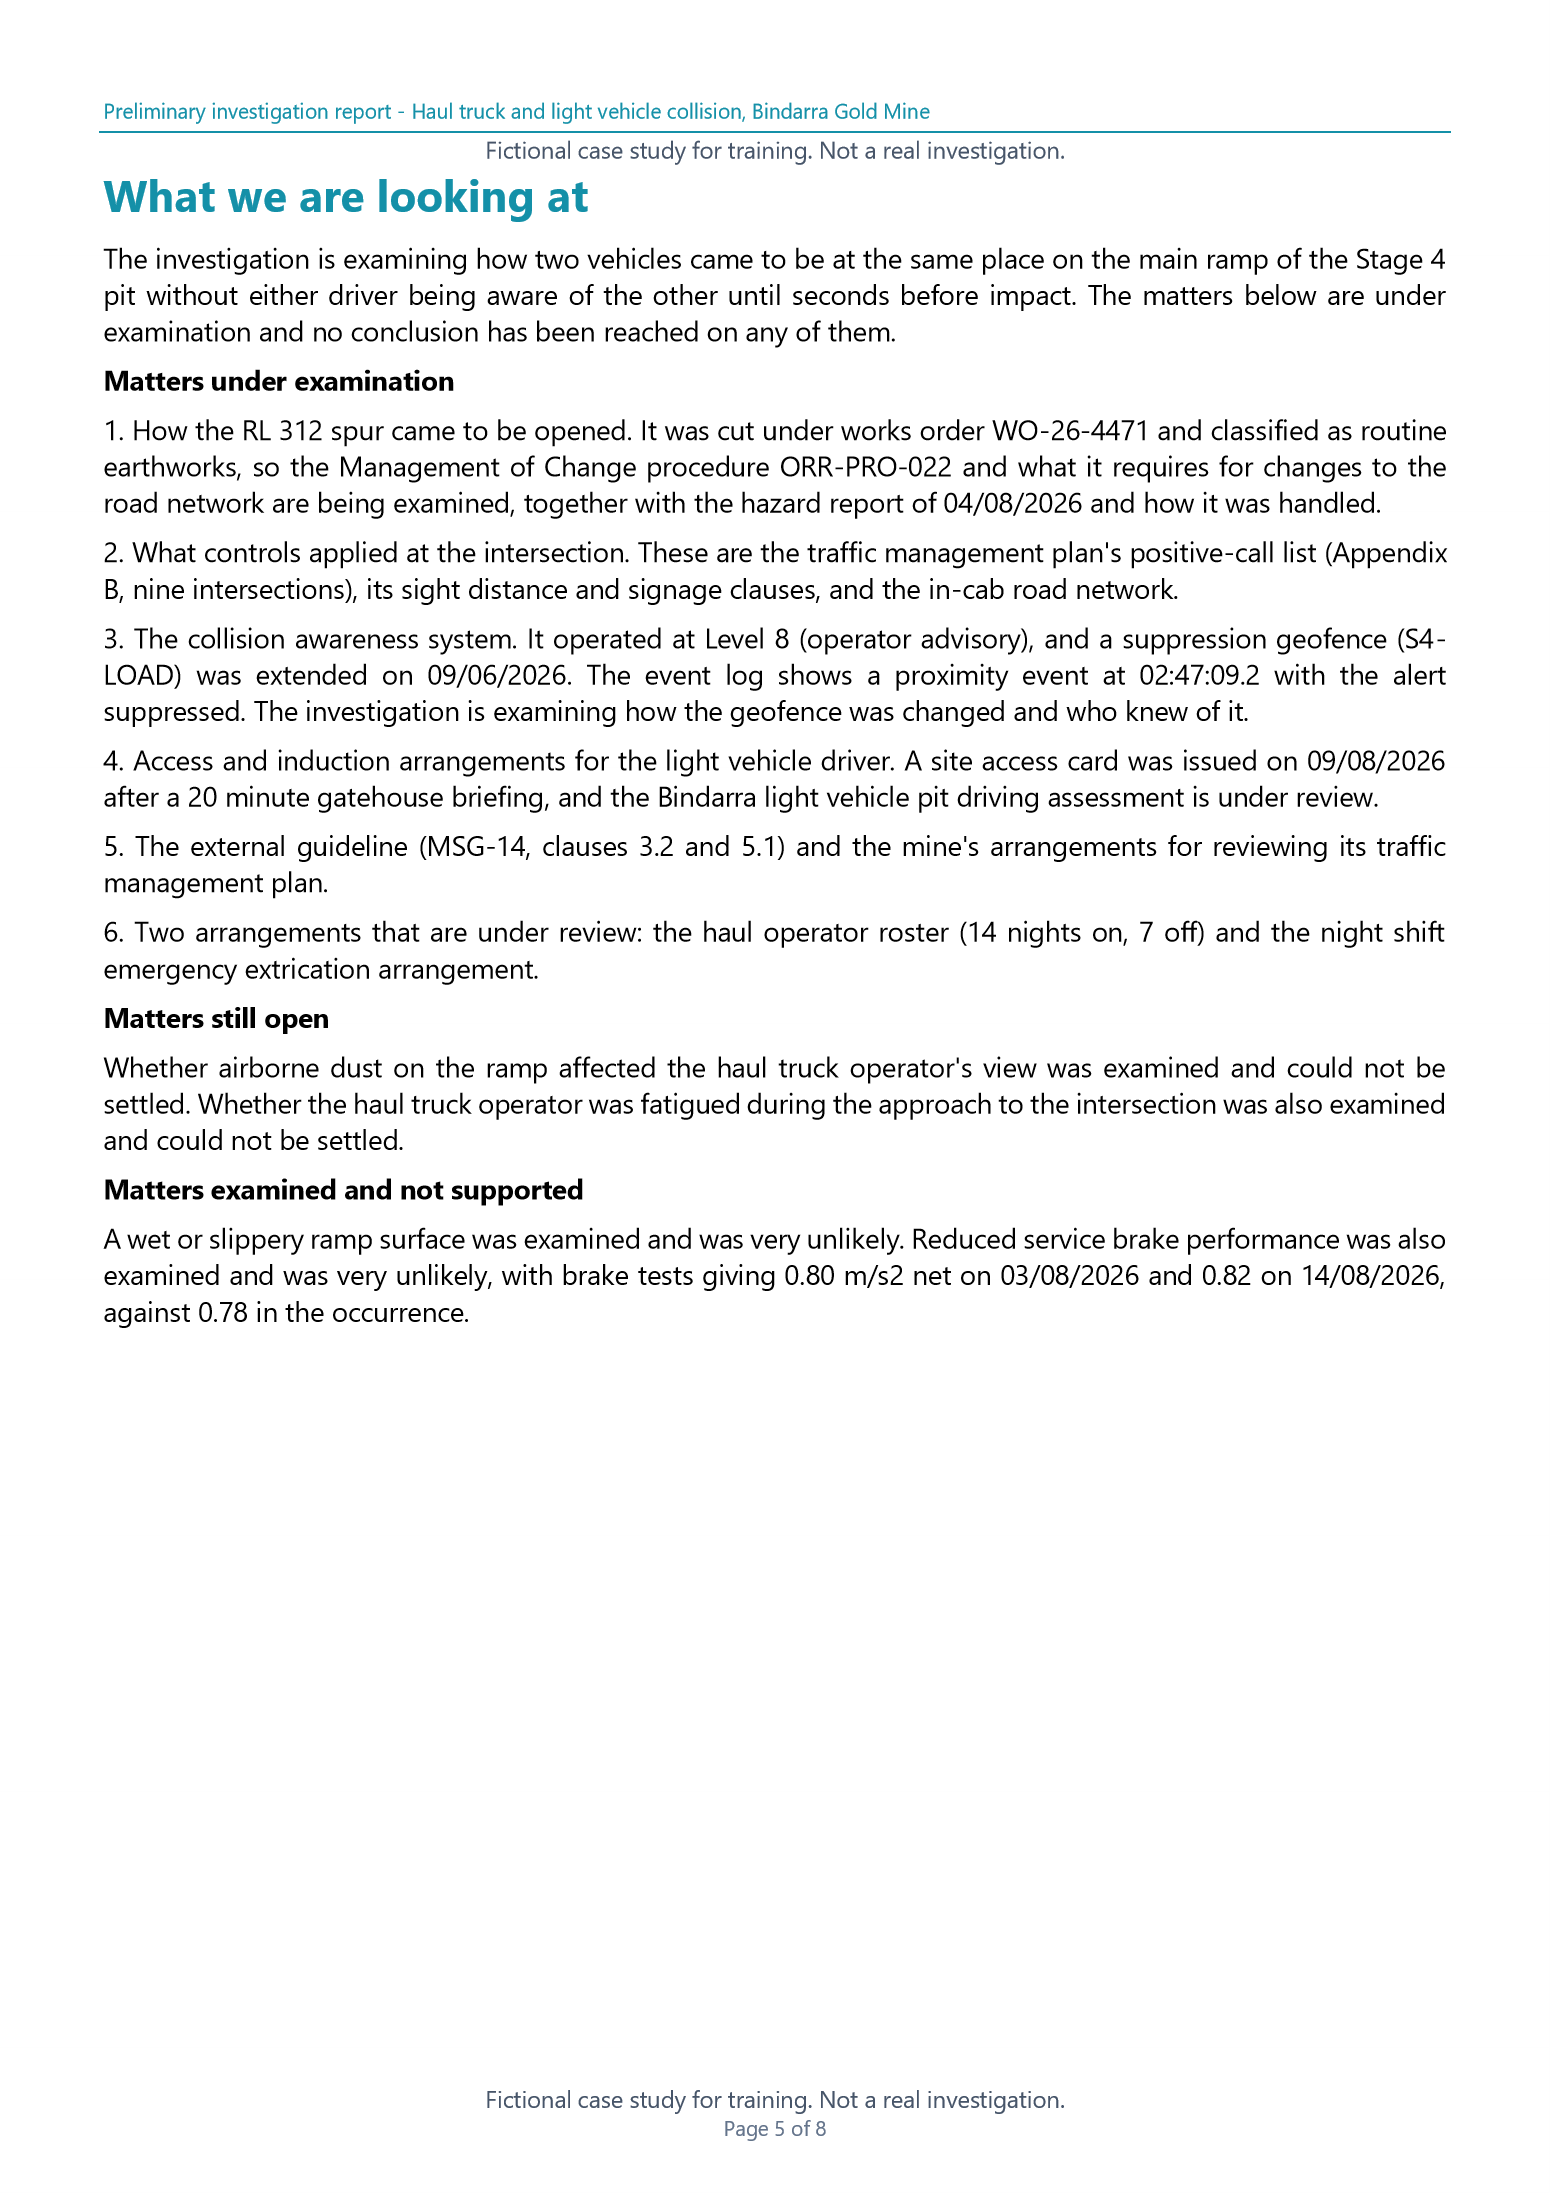 Preliminary investigation report - Haul truck and light vehicle collision, Bindarra Gold Mine
Fictional case study for training. Not a real investigation.
What we are looking at
The investigation is examining how two vehicles came to be at the same place on the main ramp of the Stage 4
pit without either driver being aware of the other until seconds before impact. The matters below are under
examination and no conclusion has been reached on any of them.
Matters under examination
1. How the RL 312 spur came to be opened. It was cut under works order WO-26-4471 and classified as routine
earthworks, so the Management of Change procedure ORR-PRO-022 and what it requires for changes to the
road network are being examined, together with the hazard report of 04/08/2026 and how it was handled.
2. What controls applied at the intersection. These are the traffic management plan's positive-call list (Appendix
B, nine intersections), its sight distance and signage clauses, and the in-cab road network.
3. The collision awareness system. It operated at Level 8 (operator advisory), and a suppression geofence (S4-
LOAD) was extended on 09/06/2026. The event log shows a proximity event at 02:47:09.2 with the alert
suppressed. The investigation is examining how the geofence was changed and who knew of it.
4. Access and induction arrangements for the light vehicle driver. A site access card was issued on 09/08/2026
after a 20 minute gatehouse briefing, and the Bindarra light vehicle pit driving assessment is under review.
5. The external guideline (MSG-14, clauses 3.2 and 5.1) and the mine's arrangements for reviewing its traffic
management plan.
6. Two arrangements that are under review: the haul operator roster (14 nights on, 7 off) and the night shift
emergency extrication arrangement.
Matters still open
Whether airborne dust on the ramp affected the haul truck operator's view was examined and could not be
settled. Whether the haul truck operator was fatigued during the approach to the intersection was also examined
and could not be settled.
Matters examined and not supported
A wet or slippery ramp surface was examined and was very unlikely. Reduced service brake performance was also
examined and was very unlikely, with brake tests giving 0.80 m/s2 net on 03/08/2026 and 0.82 on 14/08/2026,
against 0.78 in the occurrence.
Fictional case study for training. Not a real investigation.
Page 5 of 8